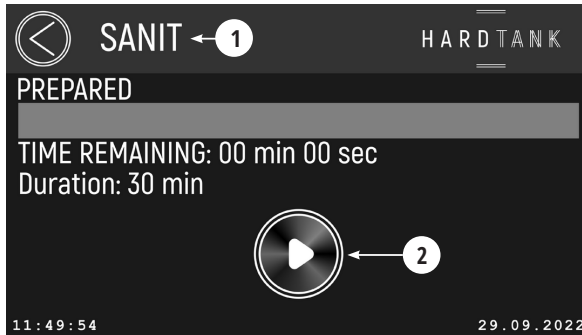 SANIT 1 HARDTANK
PREPARED
TIME REMAINING: 00 min 00 sec
Duration: 30 min
2
11:49:54 29.09.2022